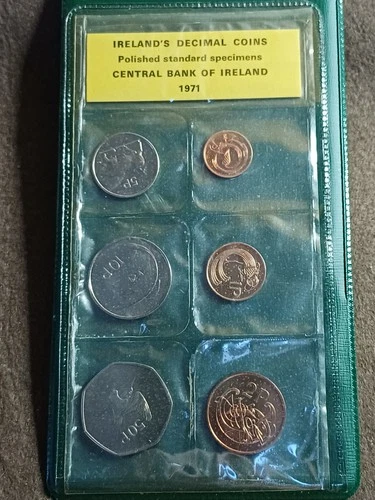 IRELAND'S DECIMAL COINS
Polished standard specimens
CENTRAL BANK OF IRELAND
1971
5P
10P
50P